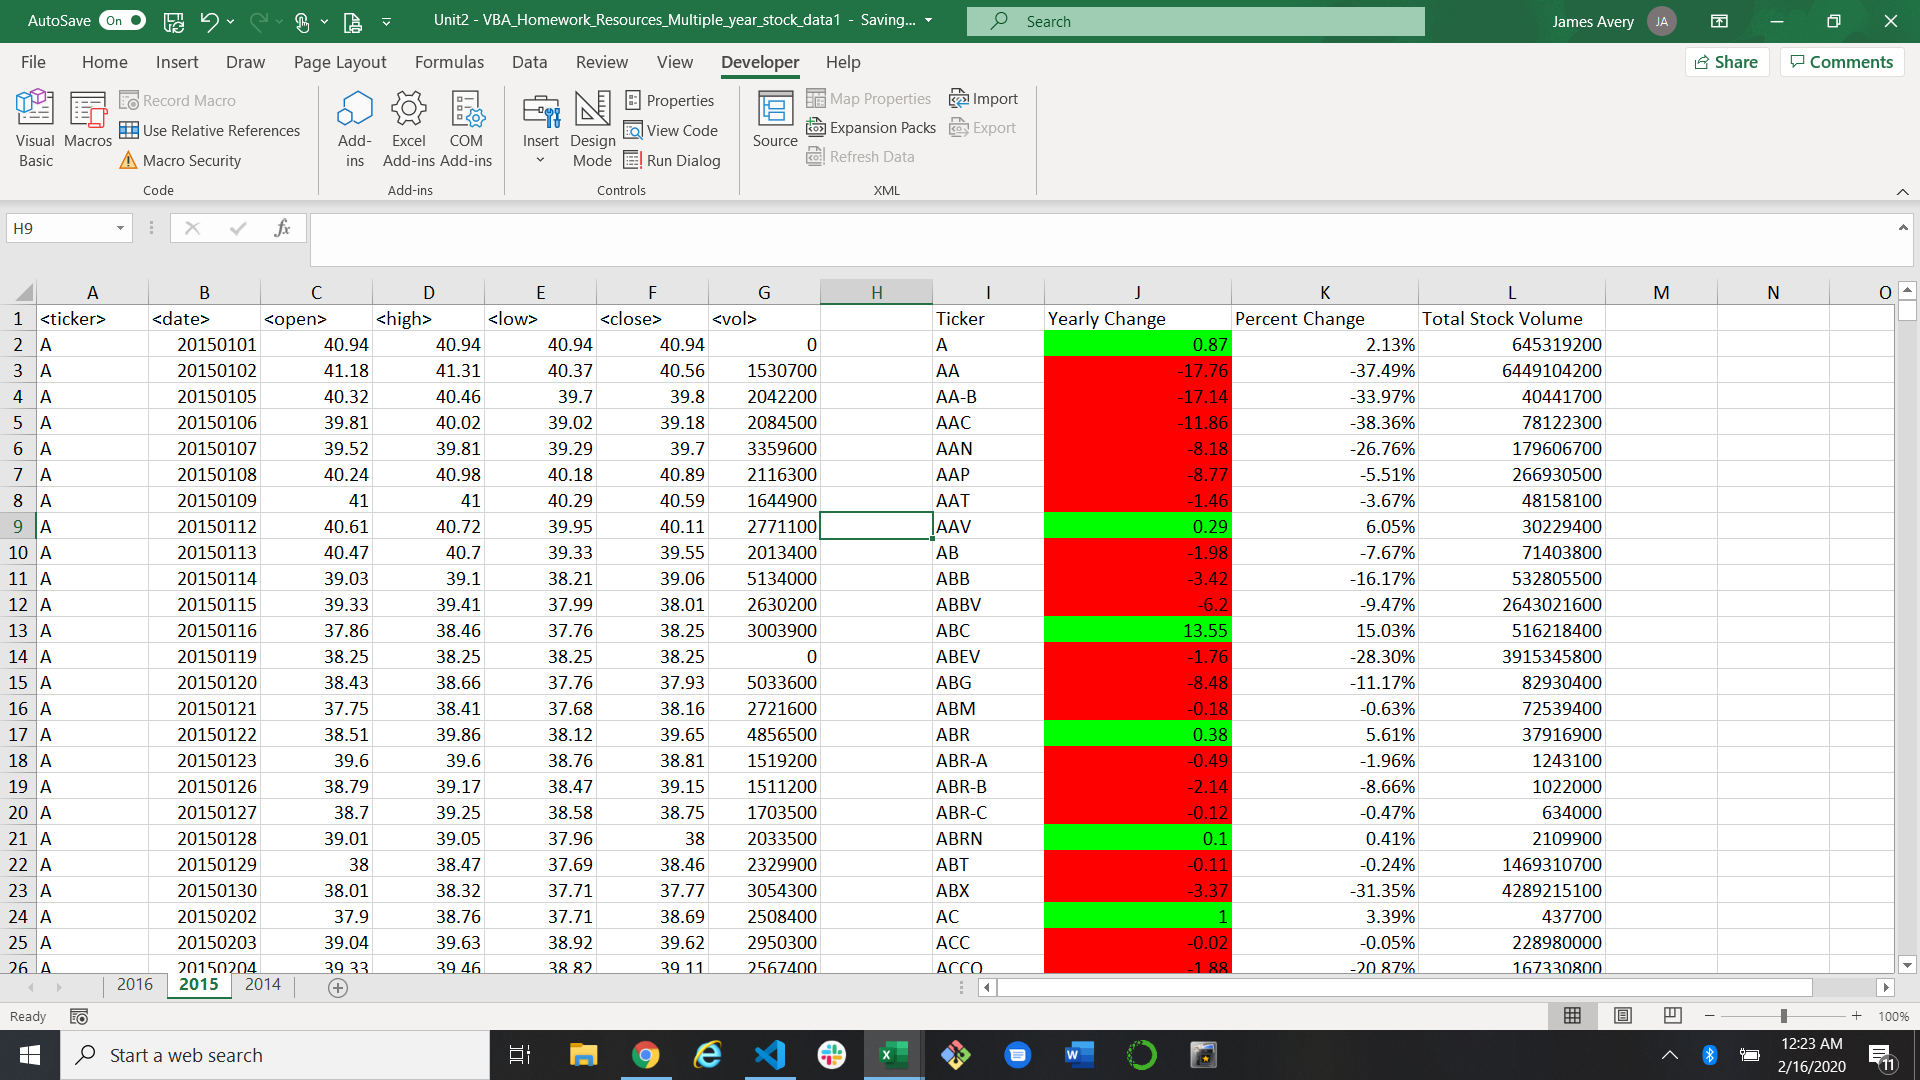 AutoSave On Unit2 - VBA_Homework_Resources_Multiple_year_stock_data1 - Saving... Search James Avery JA
File Home Insert Draw Page Layout Formulas Data Review View Developer Help Share Comments
Visual Basic
Macros
Record Macro
Use Relative References
Macro Security
Code
Add-ins
Excel Add-ins
COM Add-ins
Add-ins
Insert
Design Mode
Properties
View Code
Run Dialog
Controls
Source
Map Properties
Expansion Packs
Refresh Data
Import
Export
XML
H9 fx
A B C D E F G H I J K L M N O
1 <ticker> <date> <open> <high> <low> <close> <vol> Ticker Yearly Change Percent Change Total Stock Volume
2 A 20150101 40.94 40.94 40.94 40.94 0 A 0.87 2.13% 645319200
3 A 20150102 41.18 41.31 40.37 40.56 1530700 AA -17.76 -37.49% 6449104200
4 A 20150105 40.32 40.46 39.7 39.8 2042200 AA-B -17.14 -33.97% 40441700
5 A 20150106 39.81 40.02 39.02 39.18 2084500 AAC -11.86 -38.36% 78122300
6 A 20150107 39.52 39.81 39.29 39.7 3359600 AAN -8.18 -26.76% 179606700
7 A 20150108 40.24 40.98 40.18 40.89 2116300 AAP -8.77 -5.51% 266930500
8 A 20150109 41 41 40.29 40.59 1644900 AAT -1.46 -3.67% 48158100
9 A 20150112 40.61 40.72 39.95 40.11 2771100 AAV 0.29 6.05% 30229400
10 A 20150113 40.47 40.7 39.33 39.55 2013400 AB -1.98 -7.67% 71403800
11 A 20150114 39.03 39.1 38.21 39.06 5134000 ABB -3.42 -16.17% 532805500
12 A 20150115 39.33 39.41 37.99 38.01 2630200 ABBV -6.2 -9.47% 2643021600
13 A 20150116 37.86 38.46 37.76 38.25 3003900 ABC 13.55 15.03% 516218400
14 A 20150119 38.25 38.25 38.25 38.25 0 ABEV -1.76 -28.30% 3915345800
15 A 20150120 38.43 38.66 37.76 37.93 5033600 ABG -8.48 -11.17% 82930400
16 A 20150121 37.75 38.41 37.68 38.16 2721600 ABM -0.18 -0.63% 72539400
17 A 20150122 38.51 39.86 38.12 39.65 4856500 ABR 0.38 5.61% 37916900
18 A 20150123 39.6 39.6 38.76 38.81 1519200 ABR-A -0.49 -1.96% 1243100
19 A 20150126 38.79 39.17 38.47 39.15 1511200 ABR-B -2.14 -8.66% 1022000
20 A 20150127 38.7 39.25 38.58 38.75 1703500 ABR-C -0.12 -0.47% 634000
21 A 20150128 39.01 39.05 37.96 38 2033500 ABRN 0.1 0.41% 2109900
22 A 20150129 38 38.47 37.69 38.46 2329900 ABT -0.11 -0.24% 1469310700
23 A 20150130 38.01 38.32 37.71 37.77 3054300 ABX -3.37 -31.35% 4289215100
24 A 20150202 37.9 38.76 37.71 38.69 2508400 AC 1 3.39% 437700
25 A 20150203 39.04 39.63 38.92 39.62 2950300 ACC -0.02 -0.05% 228980000
26 A 20150204 39.33 39.46 38.82 39.11 2567400 ACCO -1.88 -20.87% 167330800
2016 2015 2014
Ready 100%
Start a web search
12:23 AM
2/16/2020
11